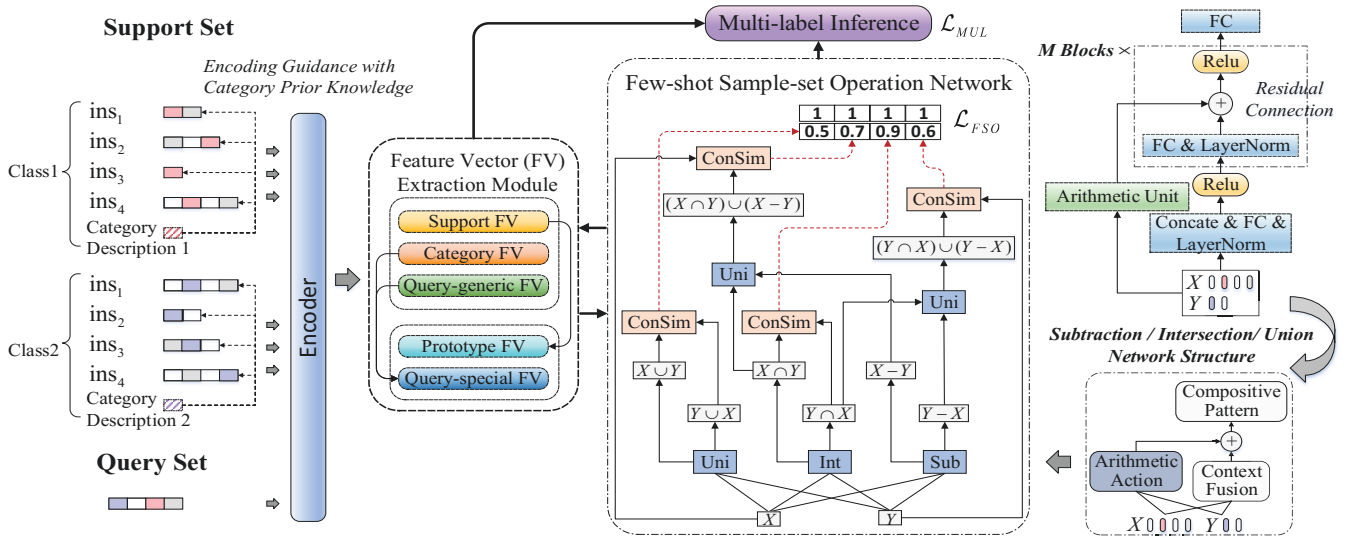 Support Set
Encoding Guidance with
Category Prior Knowledge
Class1
ins1
ins2
ins3
ins4
Category
Description 1
Class2
ins1
ins2
ins3
ins4
Category
Description 2
Query Set
Encoder
Feature Vector (FV)
Extraction Module
Support FV
Category FV
Query-generic FV
Prototype FV
Query-special FV
Multi-label Inference
ℒ_MUL
Few-shot Sample-set Operation Network
1 1 1 1
0.5 0.7 0.9 0.6
ℒ_FSO
ConSim
(X ∩ Y) ∪ (X − Y)
ConSim
(Y ∩ X) ∪ (Y − X)
Uni
Uni
ConSim
ConSim
X ∪ Y
X ∩ Y
X − Y
Y ∪ X
Y ∩ X
Y − X
Uni
Int
Sub
X
Y
FC
M Blocks ×
Relu
+
Residual
Connection
FC & LayerNorm
Relu
Arithmetic Unit
Concate & FC &
LayerNorm
X
Y
Subtraction / Intersection/ Union
Network Structure
Compositive
Pattern
+
Arithmetic
Action
Context
Fusion
X
Y